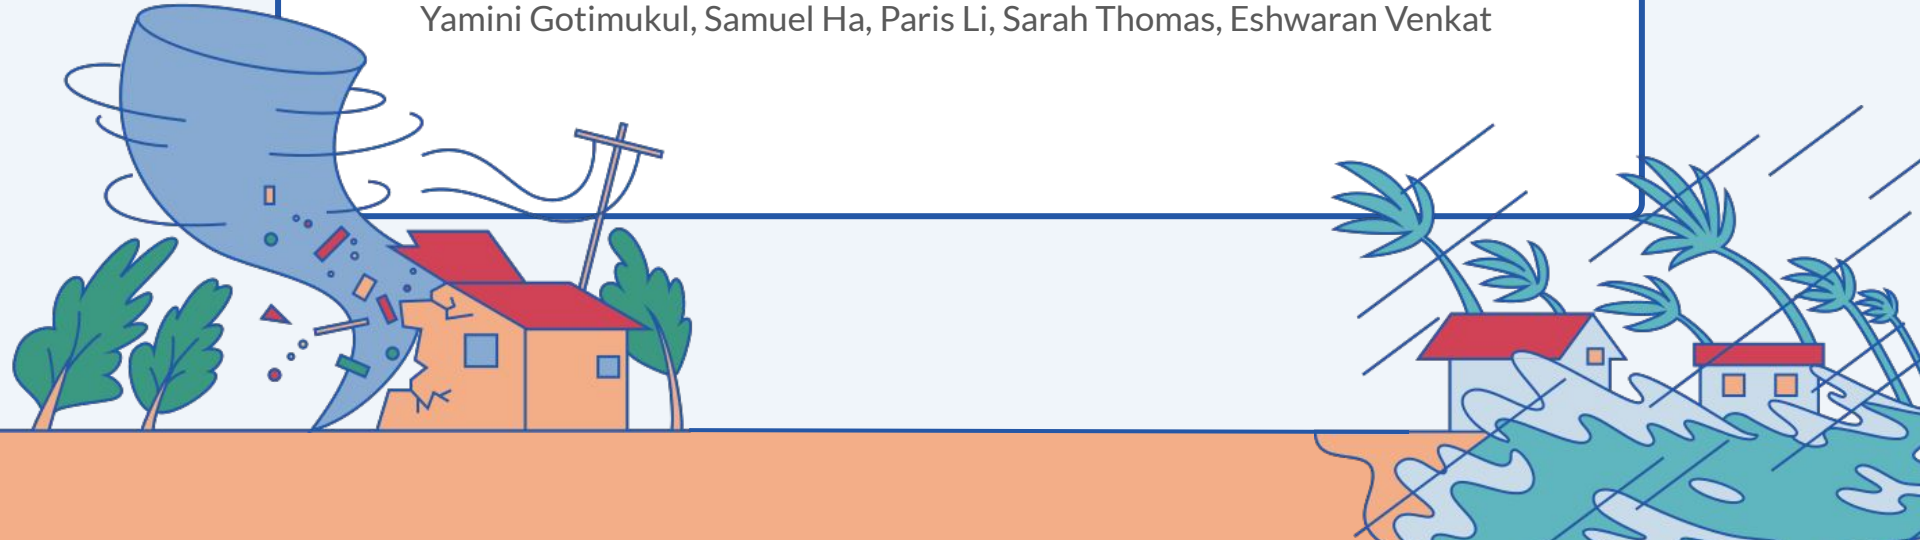 Yamini Gotimukul, Samuel Ha, Paris Li, Sarah Thomas, Eshwaran Venkat